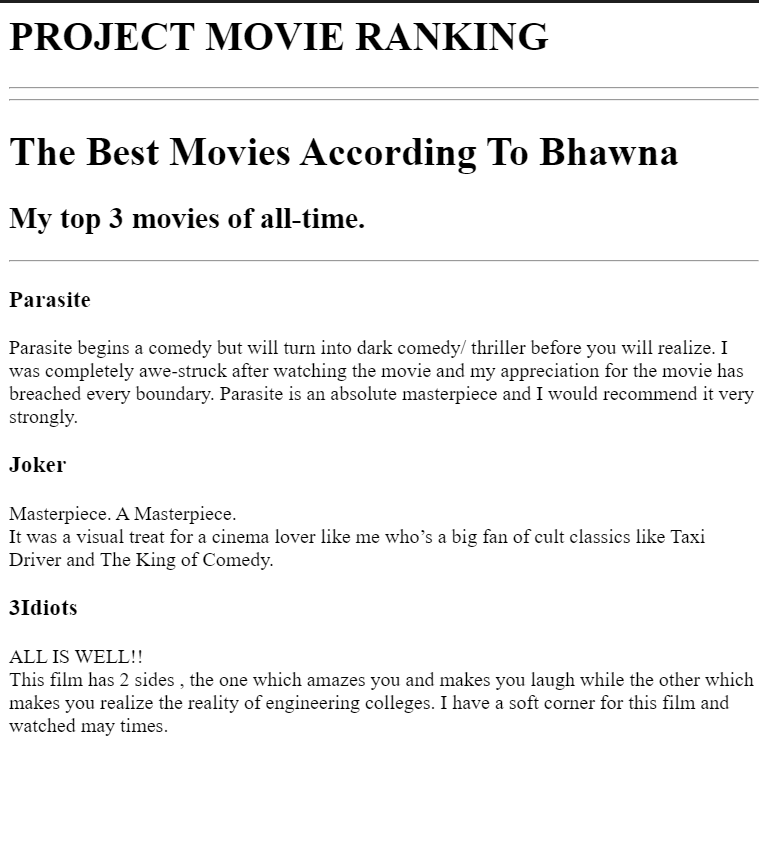 PROJECT MOVIE RANKING
The Best Movies According To Bhawna
My top 3 movies of all-time.
Parasite
Parasite begins a comedy but will turn into dark comedy/ thriller before you will realize. I
was completely awe-struck after watching the movie and my appreciation for the movie has
breached every boundary. Parasite is an absolute masterpiece and I would recommend it very
strongly.
Joker
Masterpiece. A Masterpiece.
It was a visual treat for a cinema lover like me who’s a big fan of cult classics like Taxi
Driver and The King of Comedy.
3Idiots
ALL IS WELL!!
This film has 2 sides , the one which amazes you and makes you laugh while the other which
makes you realize the reality of engineering colleges. I have a soft corner for this film and
watched may times.